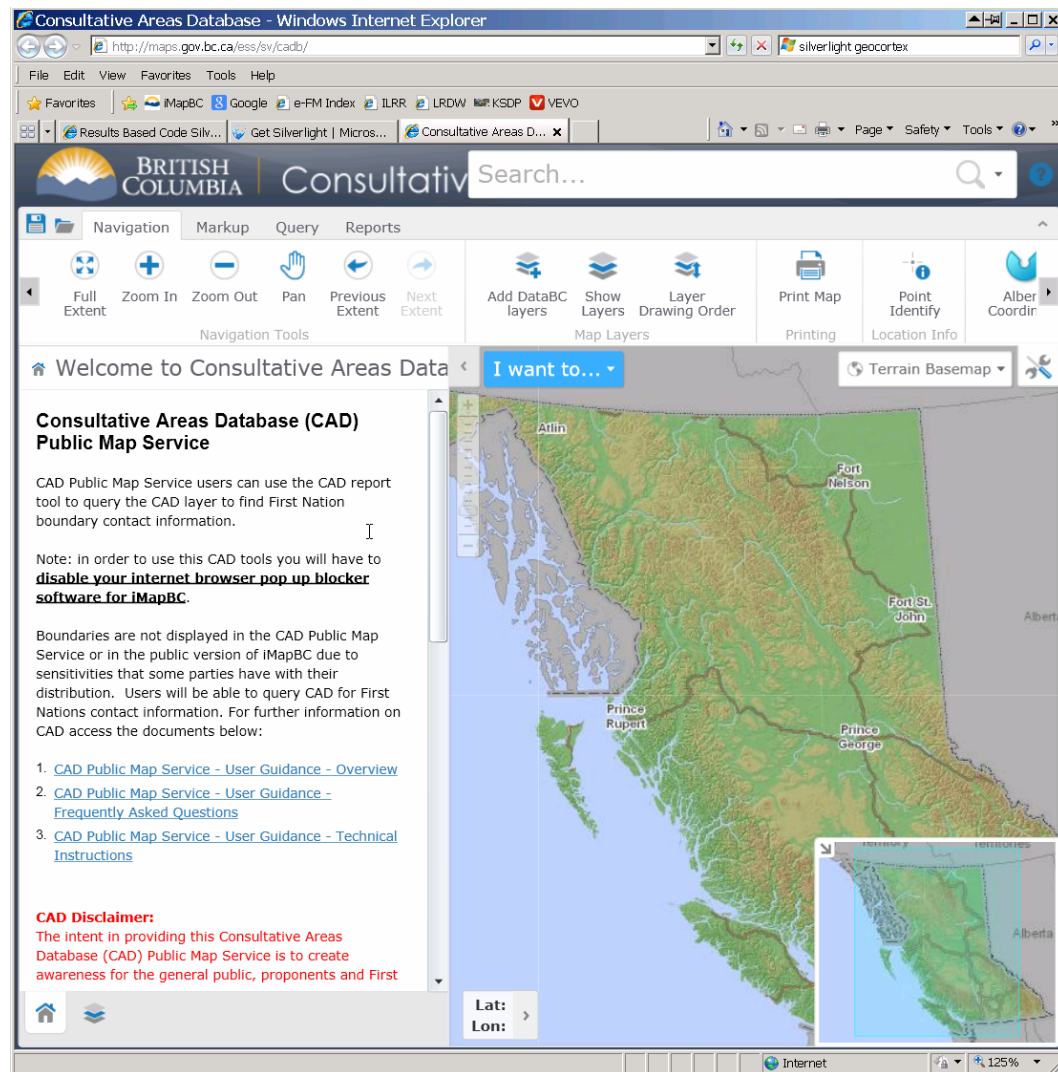 Consultative Areas Database - Windows Internet Explorer
http://maps.gov.bc.ca/ess/sv/cadb/
silverlight geocortex
File Edit View Favorites Tools Help
Favorites iMapBC Google e-FM Index ILRR LRDW KSDP VEVO
Results Based Code Silv... Get Silverlight | Micros... Consultative Areas D... Page Safety Tools
BRITISH
COLUMBIA
Consultativ
Search...
Navigation Markup Query Reports
Full
Extent
Zoom In
Zoom Out
Pan
Previous
Extent
Next
Extent
Add DataBC
layers
Show
Layers
Layer
Drawing Order
Print Map
Point
Identify
Alber
Coordir
Navigation Tools
Map Layers
Printing
Location Info
Welcome to Consultative Areas Data
I want to...
Terrain Basemap
Consultative Areas Database (CAD)
Public Map Service
CAD Public Map Service users can use the CAD report
tool to query the CAD layer to find First Nation
boundary contact information.
Note: in order to use this CAD tools you will have to
disable your internet browser pop up blocker
software for iMapBC.
Boundaries are not displayed in the CAD Public Map
Service or in the public version of iMapBC due to
sensitivities that some parties have with their
distribution. Users will be able to query CAD for First
Nations contact information. For further information on
CAD access the documents below:
1. CAD Public Map Service - User Guidance - Overview
2. CAD Public Map Service - User Guidance -
Frequently Asked Questions
3. CAD Public Map Service - User Guidance - Technical
Instructions
CAD Disclaimer:
The intent in providing this Consultative Areas
Database (CAD) Public Map Service is to create
awareness for the general public, proponents and First
Atlin
Fort
Nelson
Fort St.
John
Alberta
Prince
Rupert
Prince
George
Territory
Territories
Alberta
Lat:
Lon:
Internet
125%